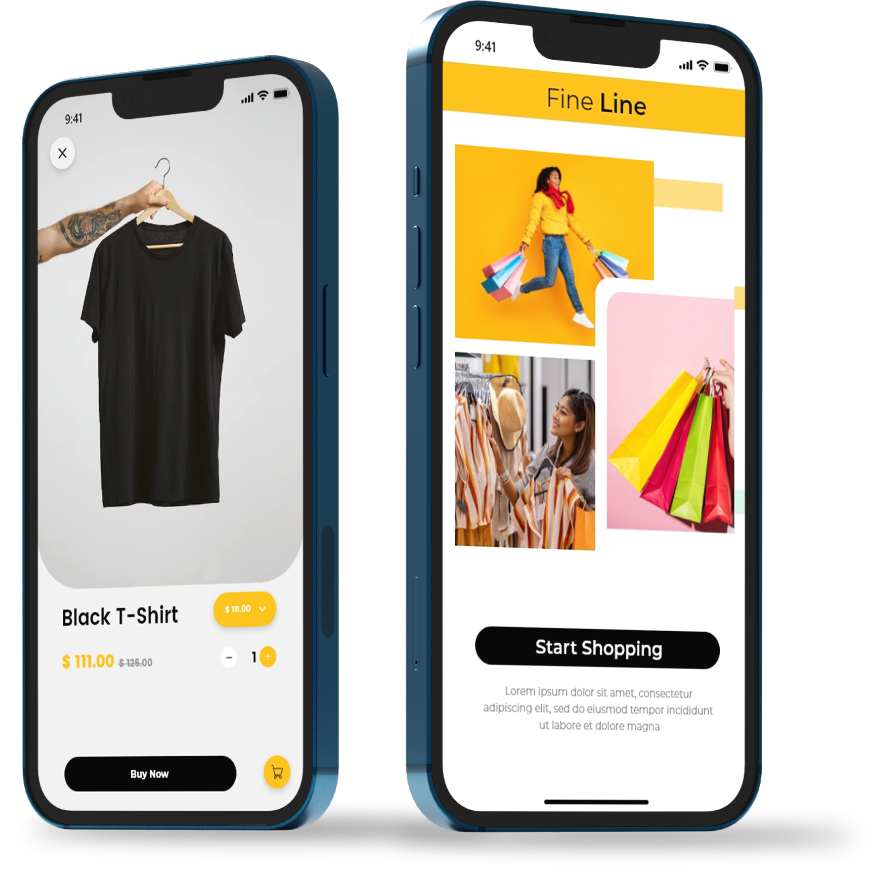 9:41
Black T-Shirt
$ 111.00
$ 111.00 $ 125.00
1
Buy Now
9:41
Fine Line
Start Shopping
Lorem ipsum dolor sit amet, consectetur
adipiscing elit, sed do eiusmod tempor incididunt
ut labore et dolore magna